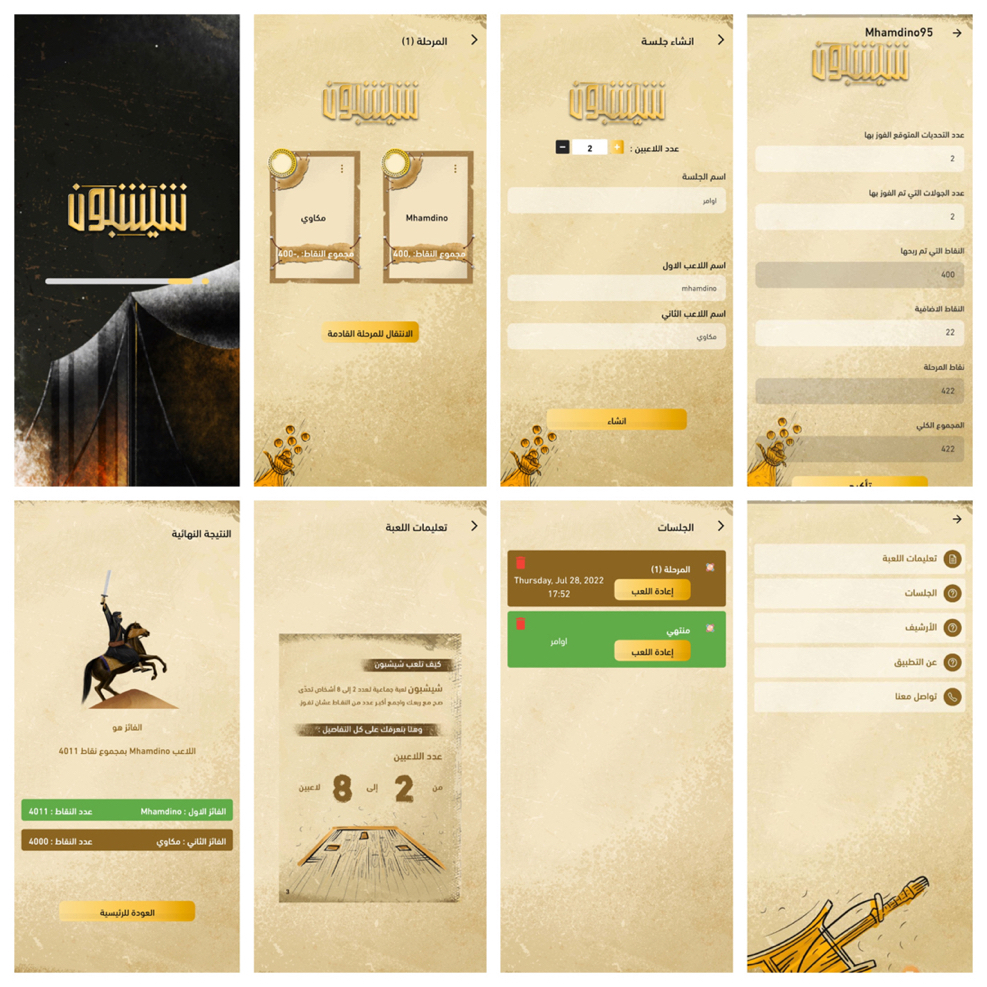 شيشبون
المرحلة (1)
شيشبون
مكاوي
Mhamdino
مجموع النقاط: ,-400
مجموع النقاط: ,400
الانتقال للمرحلة القادمة
انشاء جلسة
شيشبون
عدد اللاعبين :
+
2
-
اسم الجلسة
اوامر
اسم اللاعب الاول
mhamdino
اسم اللاعب الثاني
مكاوي
انشاء
Mhamdino95
شيشبون
عدد التحديات المتوقع الفوز بها
2
عدد الجولات التي تم الفوز بها
2
النقاط التي تم ربحها
400
النقاط الاضافية
22
نقاط المرحلة
422
المجموع الكلي
422
النتيجة النهائية
الفائز هو
اللاعب Mhamdino بمجموع نقاط 4011
الفائز الاول : Mhamdino
عدد النقاط : 4011
الفائز الثاني : مكاوي
عدد النقاط : 4000
العودة للرئيسية
تعليمات اللعبة
كيف تلعب شيشبون
شيشبون لعبة جماعية لعدد 2 إلى 8 أشخاص تحدّى
صح مع ربعك واجمع أكبر عدد من النقاط عشان تفوز
وهنا بتعرفك على كل التفاصيل :
عدد اللاعبين
من 2 إلى 8 لاعبين
3
الجلسات
المرحلة (1)
Thursday, Jul 28, 2022
17:52
إعادة اللعب
منتهي
اوامر
إعادة اللعب
تعليمات اللعبة
الجلسات
الأرشيف
عن التطبيق
تواصل معنا